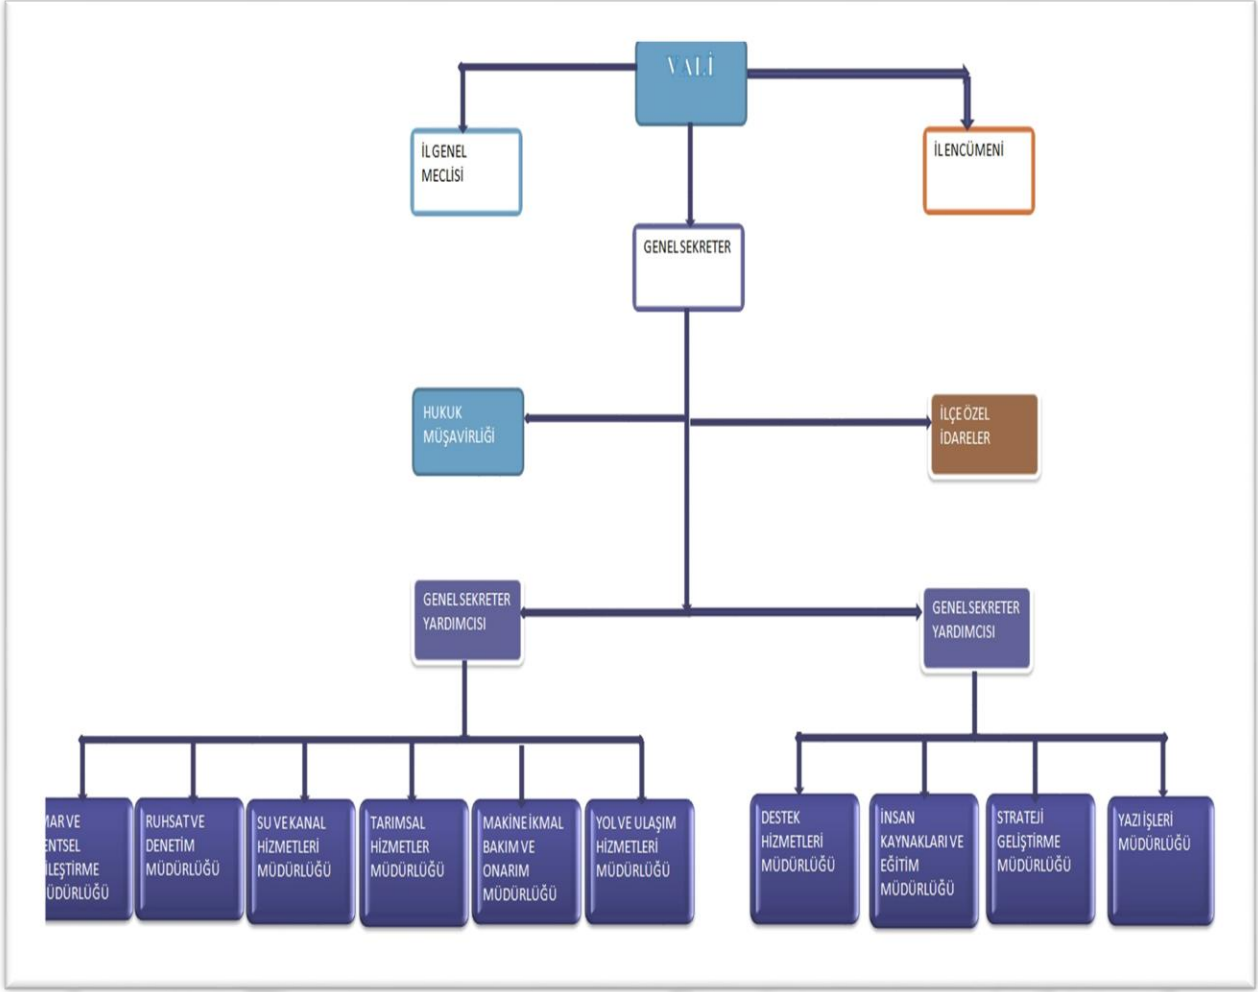 VALİ
İL GENEL
MECLİSİ
İL ENCÜMENİ
GENEL SEKRETER
HUKUK
MÜŞAVİRLİĞİ
İLÇE ÖZEL
İDARELER
GENEL SEKRETER
YARDIMCISI
GENEL SEKRETER
YARDIMCISI
MAR VE
ENTSEL
İLEŞTİRME
ÜDÜRLÜĞÜ
RUHSAT VE
DENETİM
MÜDÜRLÜĞÜ
SU VE KANAL
HİZMETLERİ
MÜDÜRLÜĞÜ
TARIMSAL
HİZMETLER
MÜDÜRLÜĞÜ
MAKİNE İKMAL
BAKIM VE
ONARIM
MÜDÜRLÜĞÜ
YOL VE ULAŞIM
HİZMETLERİ
MÜDÜRLÜĞÜ
DESTEK
HİZMETLERİ
MÜDÜRLÜĞÜ
İNSAN
KAYNAKLARI VE
EĞİTİM
MÜDÜRLÜĞÜ
STRATEJİ
GELİŞTİRME
MÜDÜRLÜĞÜ
YAZI İŞLERİ
MÜDÜRLÜĞÜ